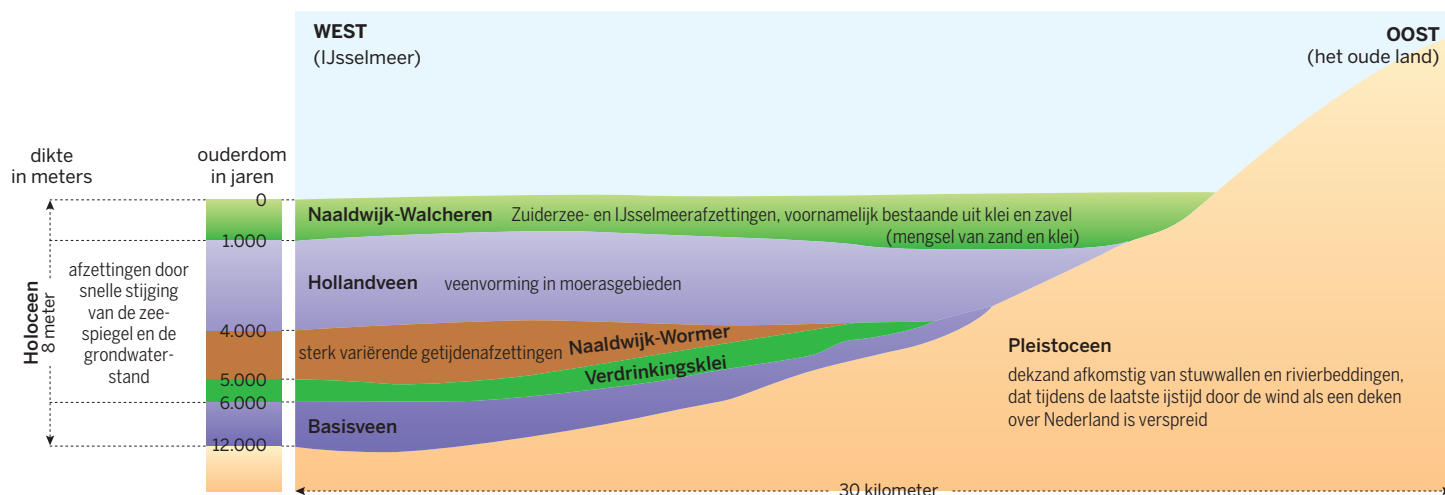 WEST
(IJsselmeer)
OOST
(het oude land)
dikte
in meters
ouderdom
in jaren
0
1.000
4.000
5.000
6.000
12.000
Holoceen
8 meter
afzettingen door
snelle stijging
van de zee-
spiegel en de
grondwater-
stand
Naaldwijk-Walcheren Zuiderzee- en IJsselmeerafzettingen, voornamelijk bestaande uit klei en zavel
(mengsel van zand en klei)
Hollandveen veenvorming in moerasgebieden
sterk variërende getijdenafzettingen Naaldwijk-Wormer
Verdrinkingsklei
Basisveen
Pleistoceen
dekzand afkomstig van stuwwallen en rivierbeddingen,
dat tijdens de laatste ijstijd door de wind als een deken
over Nederland is verspreid
30 kilometer